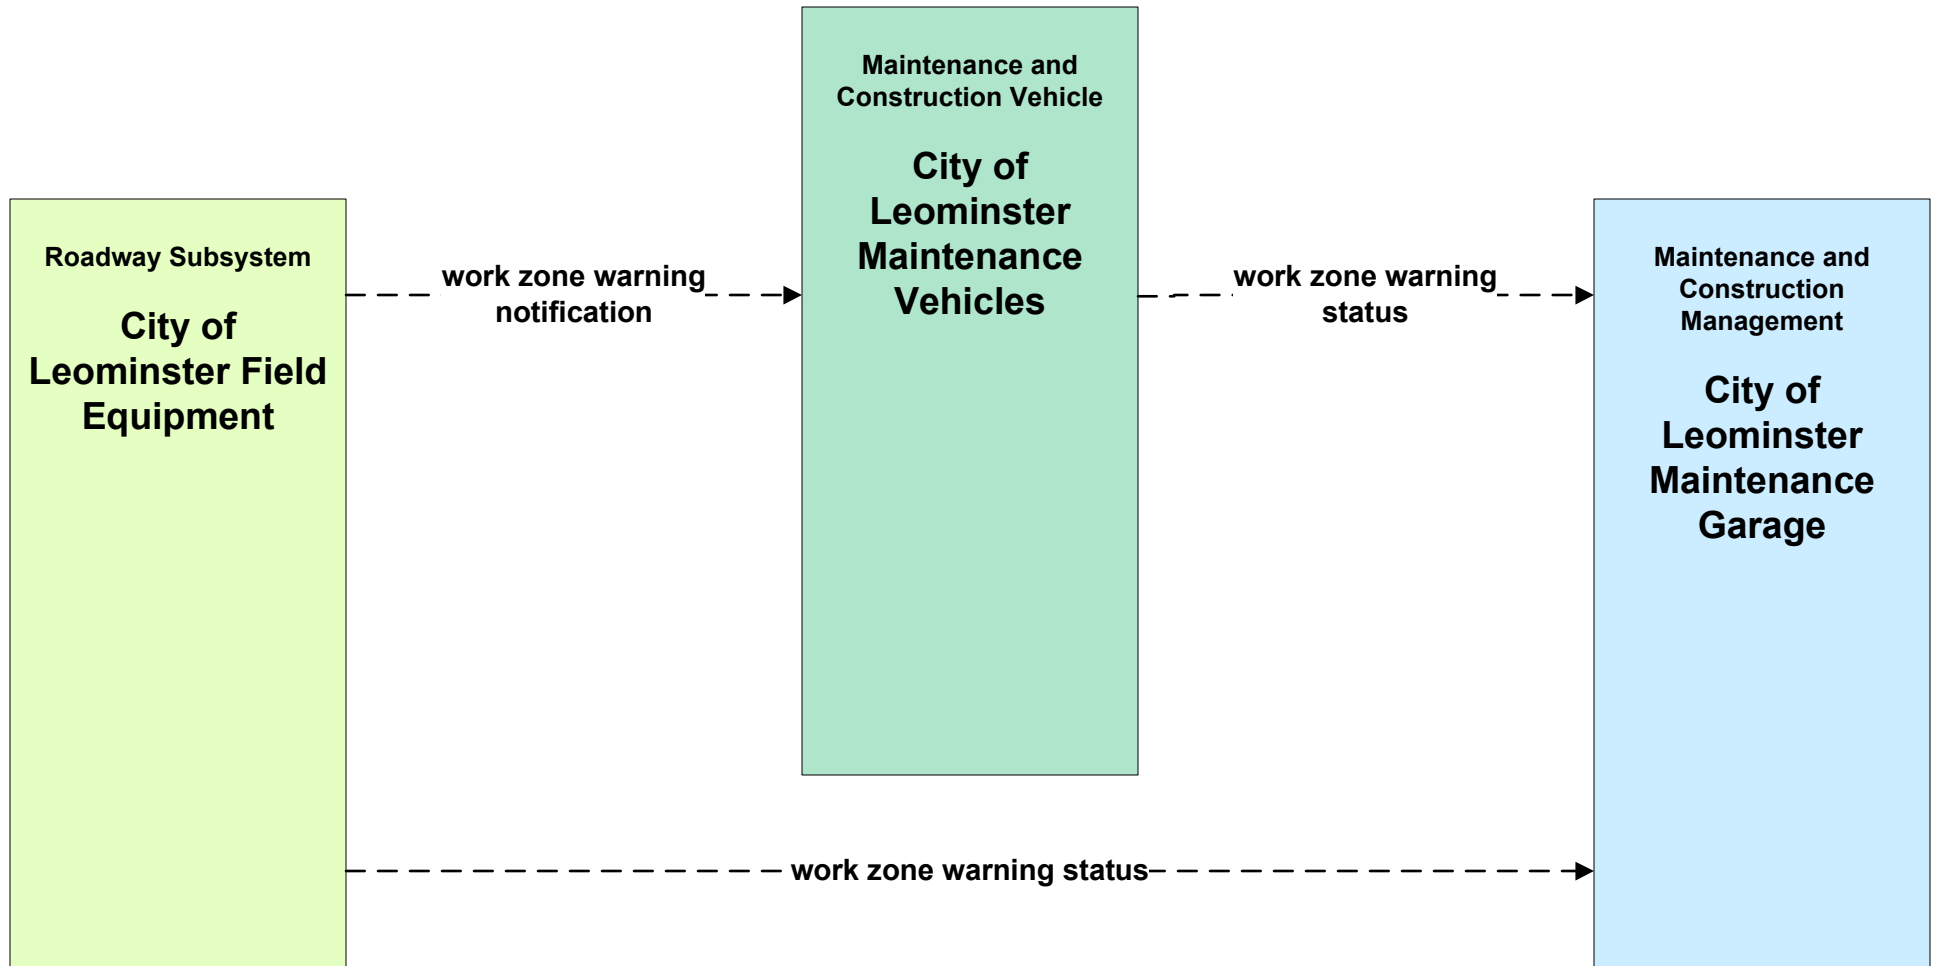 Roadway Subsystem
City of
Leominster Field
Equipment
work zone warning
notification
Maintenance and
Construction Vehicle
City of
Leominster
Maintenance
Vehicles
work zone warning
status
Maintenance and
Construction
Management
City of
Leominster
Maintenance
Garage
work zone warning status